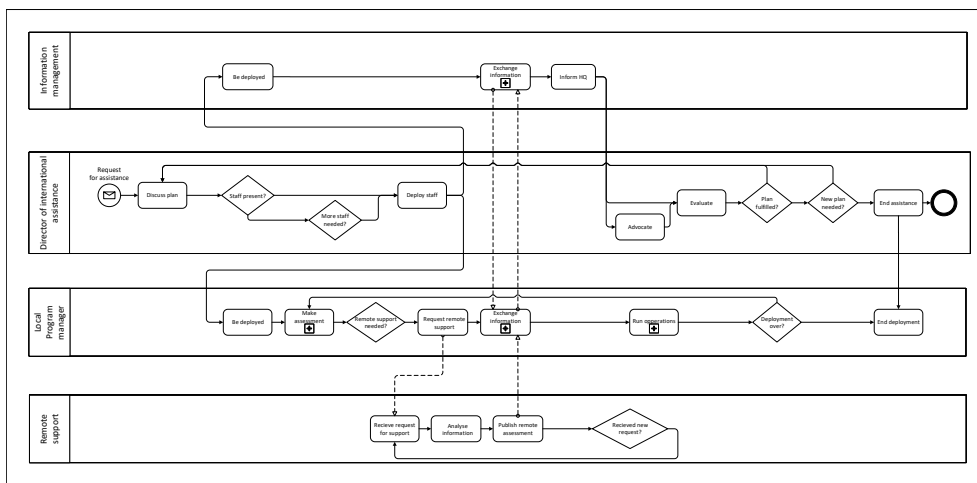 Information
management
Be deployed
Exchange
information
Inform HQ
Director of international
assistance
Request
for assistance
Discuss plan
Staff present?
More staff
needed?
Deploy staff
Advocate
Evaluate
Plan
fulfilled?
New plan
needed?
End assistance
Local
Program
manager
Be deployed
Make
assessment
Remote support
needed?
Request remote
support
Exchange
information
Run opperations
Deployment
over?
End deployment
Remote
support
Recieve request
for support
Analyse
information
Publish remote
assessment
Recieved new
request?